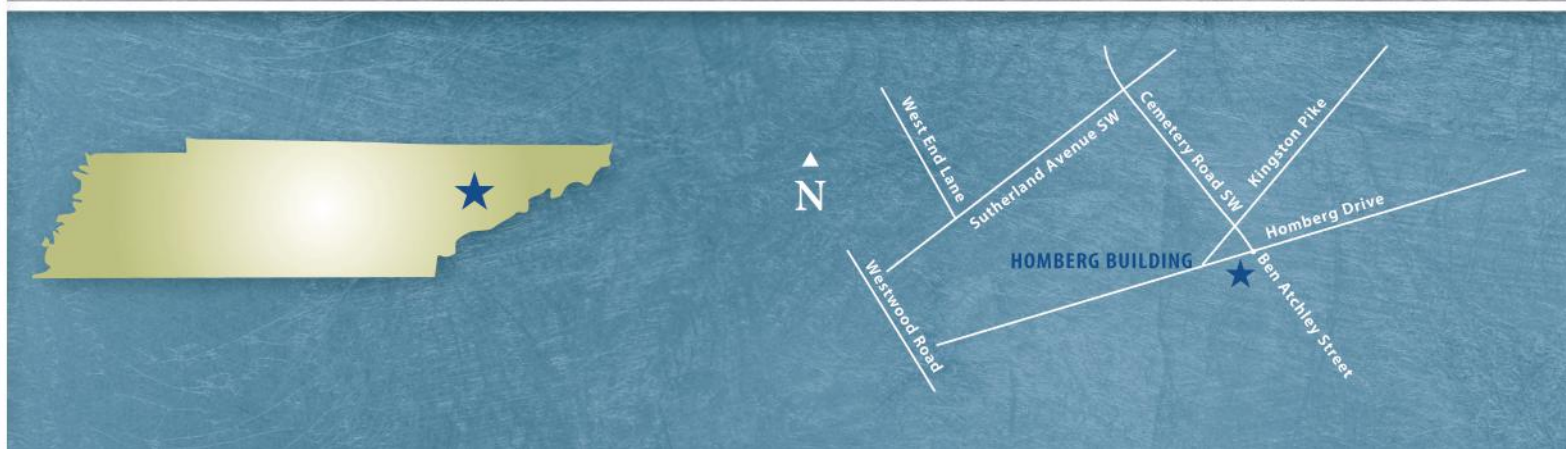 West End Lane
Sutherland Avenue SW
Cemetery Road SW
Kingston Pike
N
Homberg Drive
HOMBERG BUILDING
Westwood Road
Ben Atchley Street